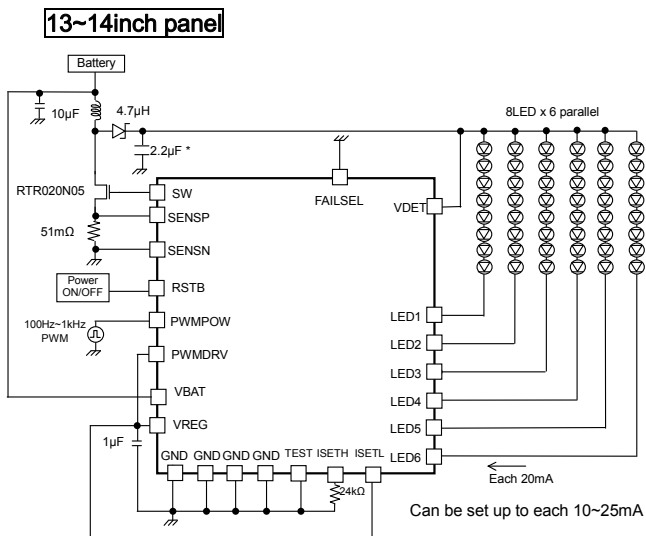 13~14inch panel
Battery
10µF
4.7µH
2.2µF *
8LED x 6 parallel
RTR020N05
51mΩ
SW
SENSP
SENSN
FAILSEL
VDET
Power
ON/OFF
RSTB
100Hz~1kHz
PWM
PWMPOW
PWMDRV
VBAT
VREG
1µF
LED1
LED2
LED3
LED4
LED5
LED6
GND GND GND GND TEST ISETH ISETL
24kΩ
Each 20mA
Can be set up to each 10~25mA